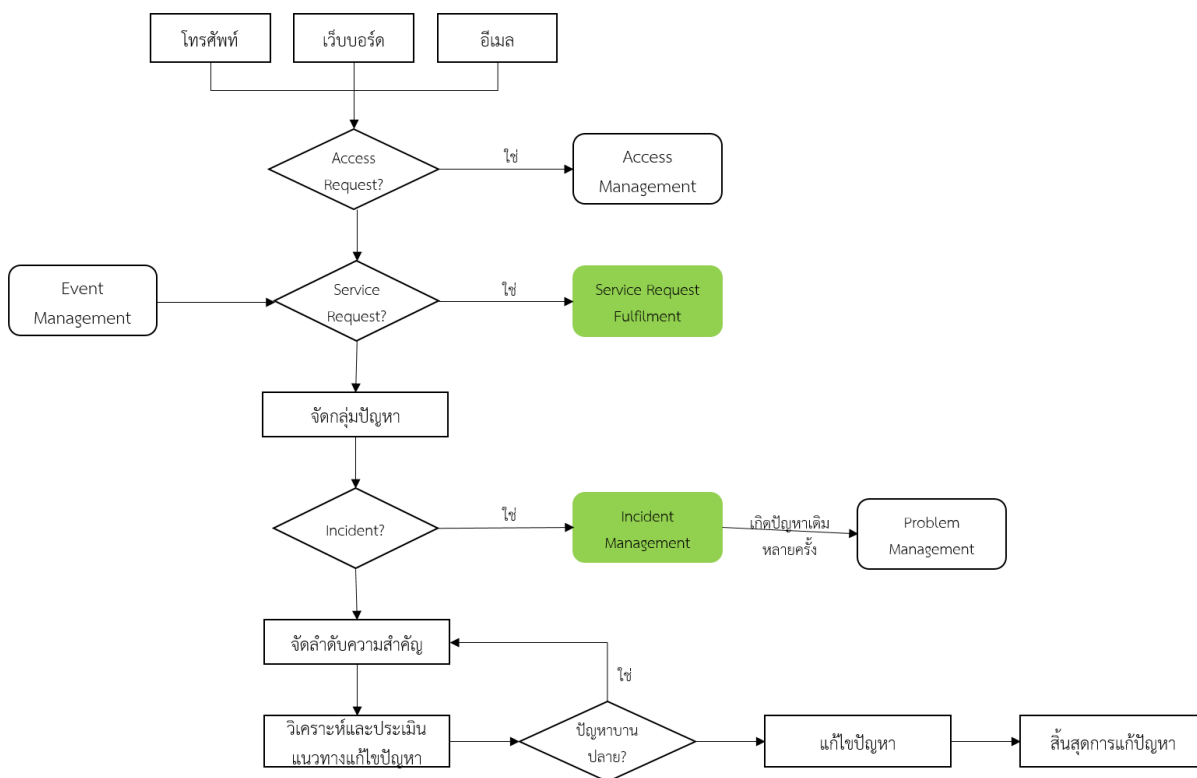 โทรศัพท์
เว็บบอร์ด
อีเมล
Access
Request?
ใช่
Access
Management
Event
Management
Service
Request?
ใช่
Service Request
Fulfilment
จัดกลุ่มปัญหา
Incident?
ใช่
Incident
Management
เกิดปัญหาเดิม
หลายครั้ง
Problem
Management
จัดลำดับความสำคัญ
ใช่
วิเคราะห์และประเมิน
แนวทางแก้ไขปัญหา
ปัญหาบาน
ปลาย?
แก้ไขปัญหา
สิ้นสุดการแก้ปัญหา